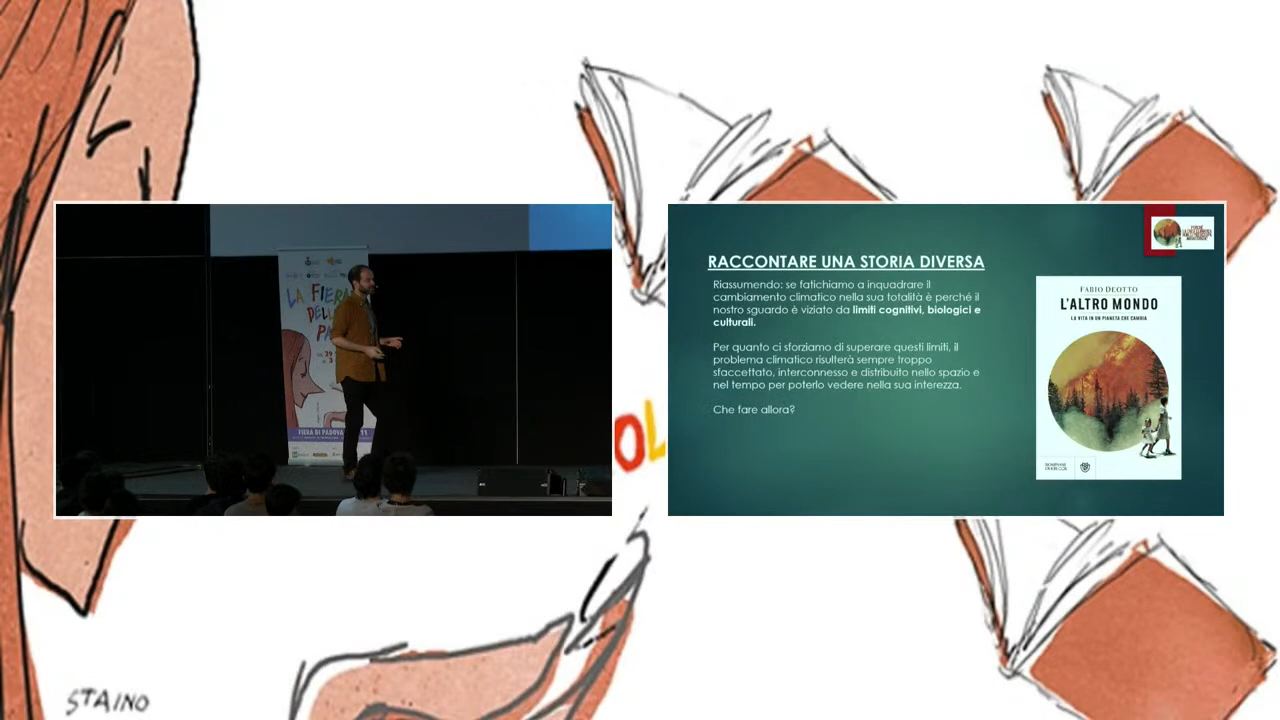 LA FIERA
DELLE
FIERA DI PADOVA
RACCONTARE UNA STORIA DIVERSA
Riassumendo: se fatichiamo a inquadrare il
cambiamento climatico nella sua totalità è perché il
nostro sguardo è viziato da limiti cognitivi, biologici e
culturali.
Per quanto ci sforziamo di superare questi limiti, il
problema climatico risulterà sempre troppo
sfaccettato, interconnesso e distribuito nello spazio e
nel tempo per poterlo vedere nella sua interezza.
Che fare allora?
FABIO DEOTTO
L'ALTRO MONDO
LA VITA IN UN PIANETA CHE CAMBIA
OL
STAINO